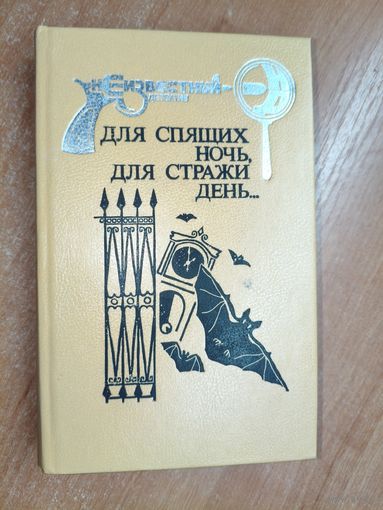 Неизвестный
детектив
ДЛЯ СПЯЩИХ
НОЧЬ,
ДЛЯ СТРАЖИ
ДЕНЬ...